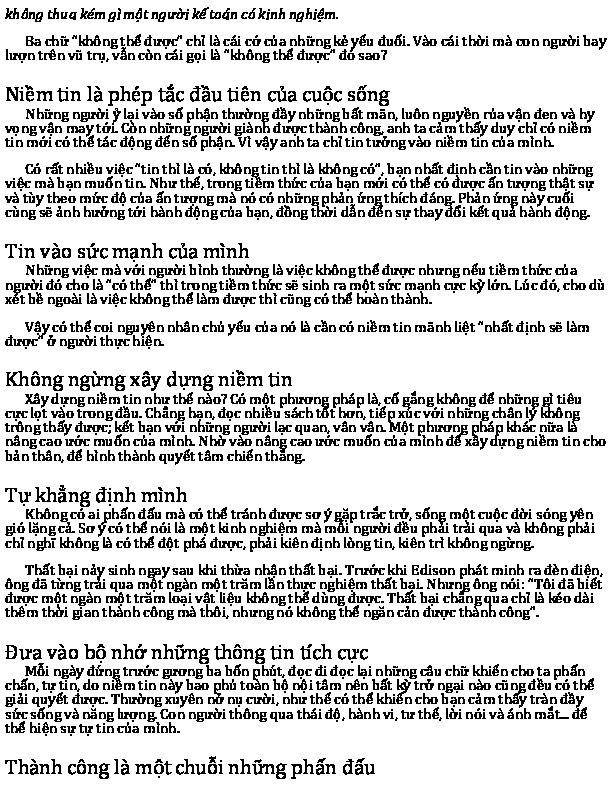 không thua kém gì một người kế toán có kinh nghiệm.
Ba chữ “không thể được” chỉ là cái cớ của những kẻ yếu đuối. Vào cái thời mà con người bay
lượn trên vũ trụ, vẫn còn cái gọi là “không thể được” đó sao?
Niềm tin là phép tắc đầu tiên của cuộc sống
Những người ỷ lại vào số phận thường đầy những bất mãn, luôn nguyền rủa vận đen và hy
vọng vận may tới. Còn những người giành được thành công, anh ta cảm thấy duy chỉ có niềm
tin mới có thể tác động đến số phận. Vì vậy anh ta chỉ tin tưởng vào niềm tin của mình.
Có rất nhiều việc “tin thì là có, không tin thì là không có”, bạn nhất định cần tin vào những
việc mà bạn muốn tin. Như thế, trong tiềm thức của bạn mới có thể có được ấn tượng thật sự
và tùy theo mức độ của ấn tượng mà nó có những phản ứng thích đáng. Phản ứng này cuối
cùng sẽ ảnh hưởng tới hành động của bạn, đồng thời dẫn đến sự thay đổi kết quả hành động.
Tin vào sức mạnh của mình
Những việc mà với người bình thường là việc không thể được nhưng nếu tiềm thức của
người đó cho là “có thể” thì trong tiềm thức sẽ sinh ra một sức mạnh cực kỳ lớn. Lúc đó, cho dù
xét bề ngoài là việc không thể làm được thì cũng có thể hoàn thành.
Vậy có thể coi nguyên nhân chủ yếu của nó là cần có niềm tin mãnh liệt “nhất định sẽ làm
được” ở người thực hiện.
Không ngừng xây dựng niềm tin
Xây dựng niềm tin như thế nào? Có một phương pháp là, cố gắng không để những gì tiêu
cực lọt vào trong đầu. Chẳng hạn, đọc nhiều sách tốt hơn, tiếp xúc với những chân lý không
trông thấy được; kết bạn với những người lạc quan, vân vân. Một phương pháp khác nữa là
nâng cao ước muốn của mình. Nhờ vào nâng cao ước muốn của mình để xây dựng niềm tin cho
bản thân, để hình thành quyết tâm chiến thắng.
Tự khẳng định mình
Không có ai phấn đấu mà có thể tránh được sơ ý gặp trắc trở, sống một cuộc đời sóng yên
gió lặng cả. Sơ ý có thể nói là một kinh nghiệm mà mỗi người đều phải trải qua và không phải
chỉ nghĩ không là có thể đột phá được, phải kiên định lòng tin, kiên trì không ngừng.
Thất bại nảy sinh ngay sau khi thừa nhận thất bại. Trước khi Edison phát minh ra đèn điện,
ông đã từng trải qua một ngàn một trăm lần thực nghiệm thất bại. Nhưng ông nói: “Tôi đã biết
được một ngàn một trăm loại vật liệu không thể dùng được. Thất bại chẳng qua chỉ là kéo dài
thêm thời gian thành công mà thôi, nhưng nó không thể ngăn cản được thành công”.
Đưa vào bộ nhớ những thông tin tích cực
Mỗi ngày đứng trước gương ba bốn phút, đọc đi đọc lại những câu chữ khiến cho ta phấn
chấn, tự tin, do niềm tin này bao phủ toàn bộ nội tâm nên bất kỳ trở ngại nào cũng đều có thể
giải quyết được. Thường xuyên nở nụ cười, như thế có thể khiến cho bạn cảm thấy tràn đầy
sức sống và năng lượng. Con người thông qua thái độ, hành vi, tư thế, lời nói và ánh mắt... để
thể hiện sự tự tin của mình.
Thành công là một chuỗi những phấn đấu